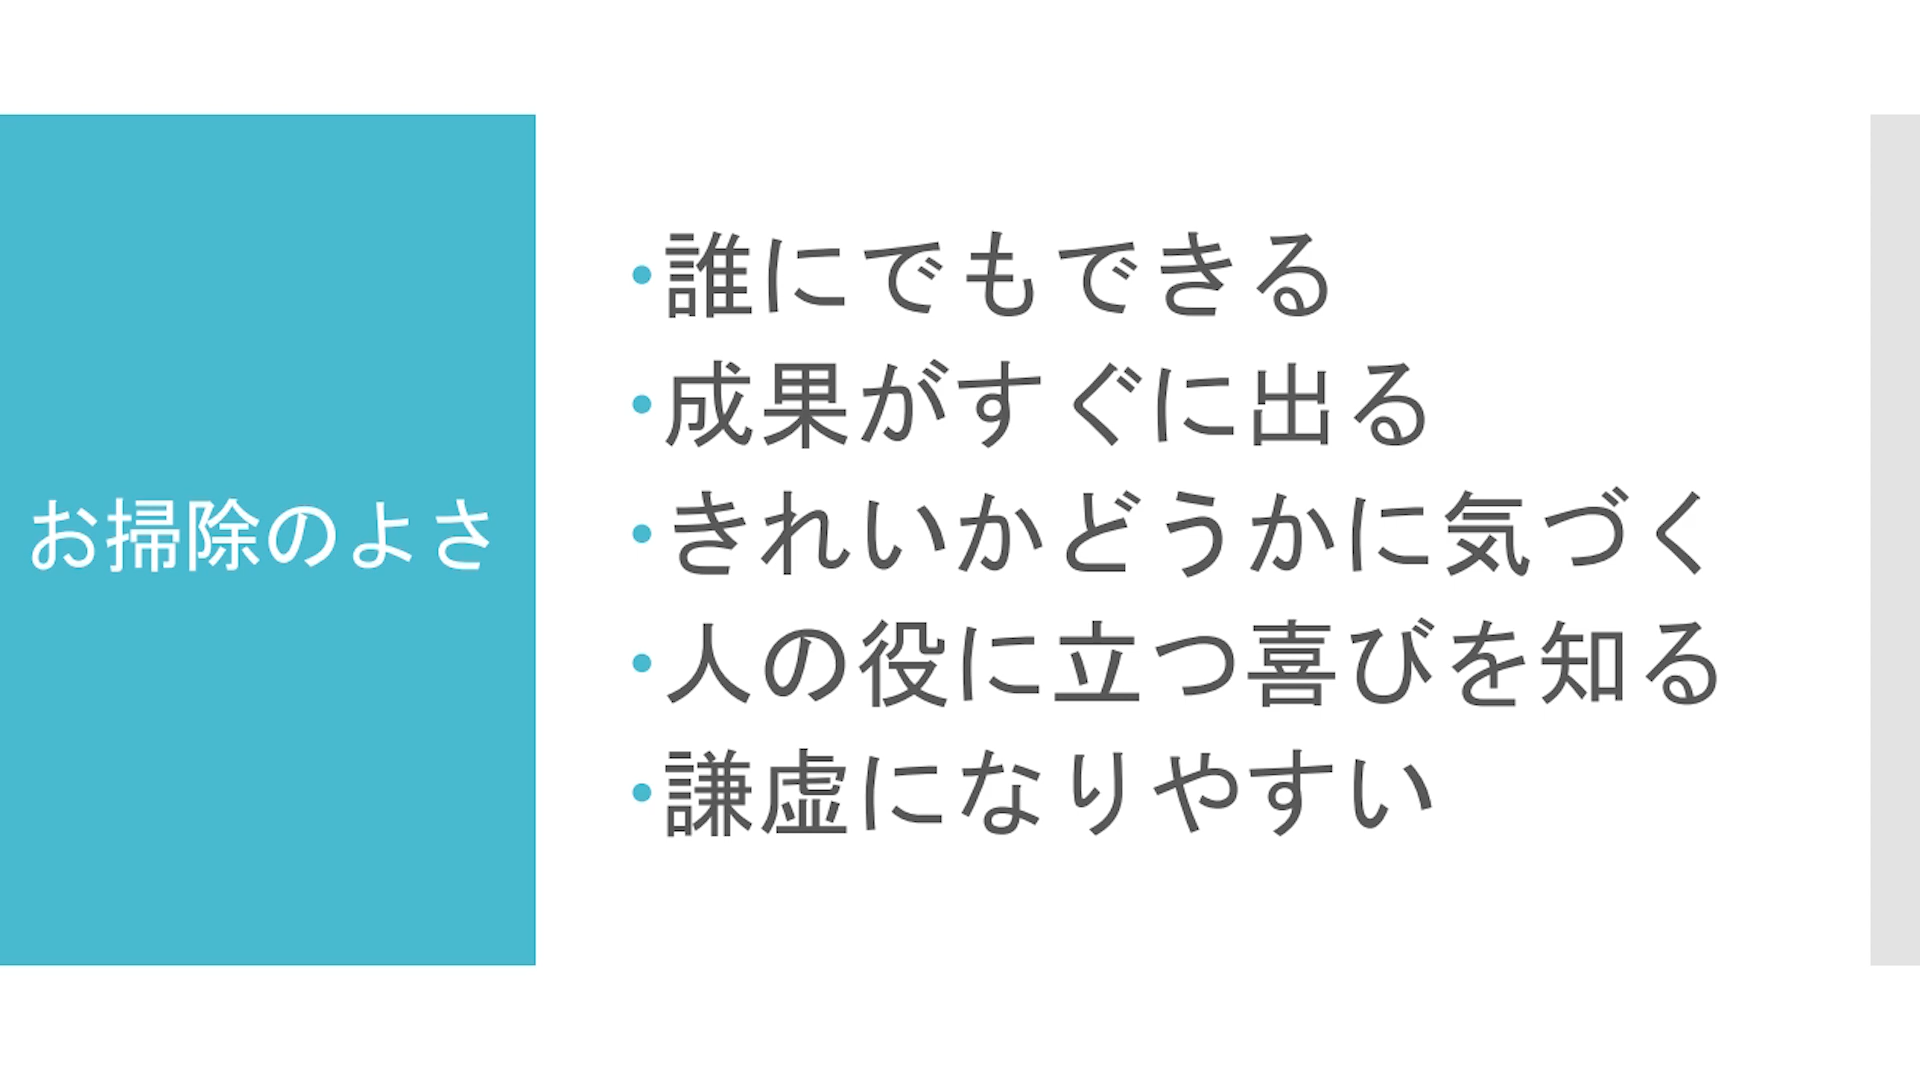 お掃除のよさ
•誰にでもできる
•成果がすぐに出る
•きれいかどうかに気づく
•人の役に立つ喜びを知る
•謙虚になりやすい